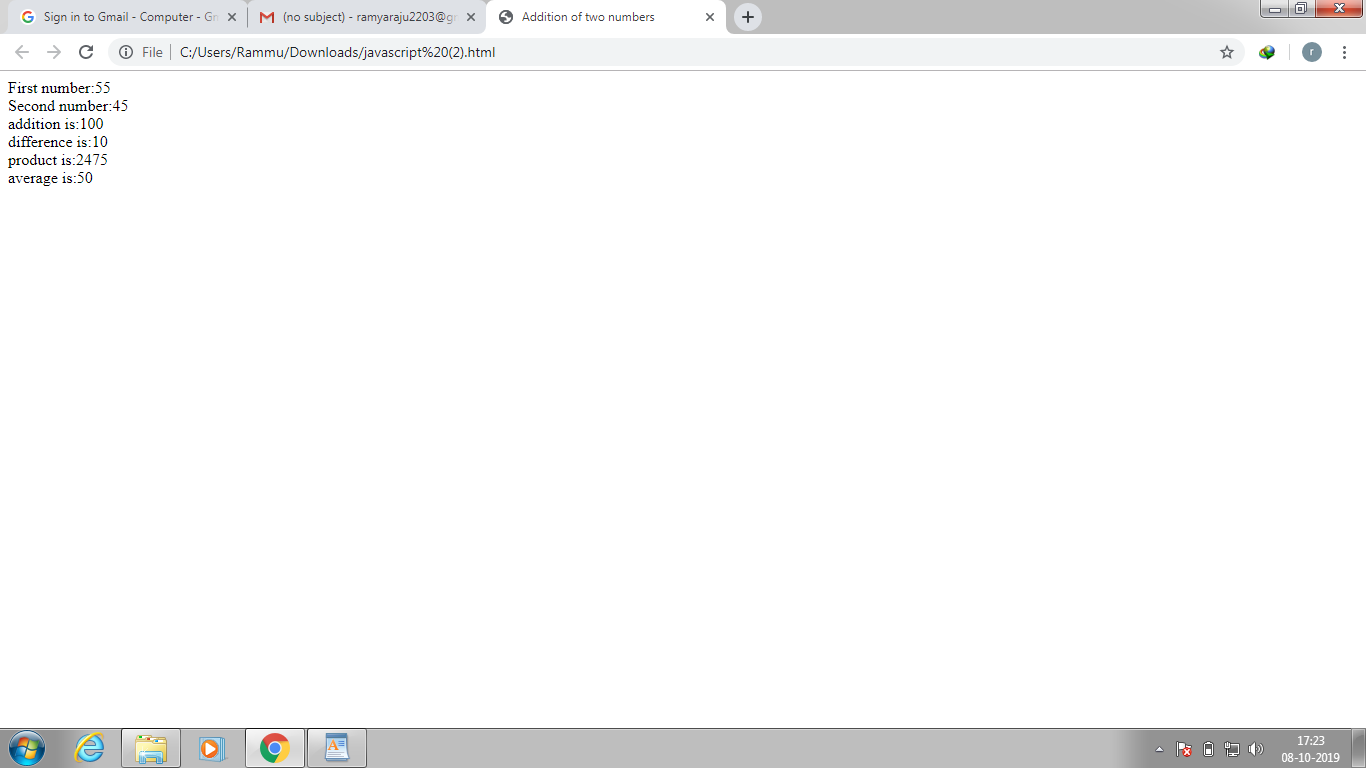 Sign in to Gmail - Computer - Gm
(no subject) - ramyaraju2203@gr
Addition of two numbers
File
C:/Users/Rammu/Downloads/javascript%20(2).html
r
First number:55
Second number:45
addition is:100
difference is:10
product is:2475
average is:50
17:23
08-10-2019